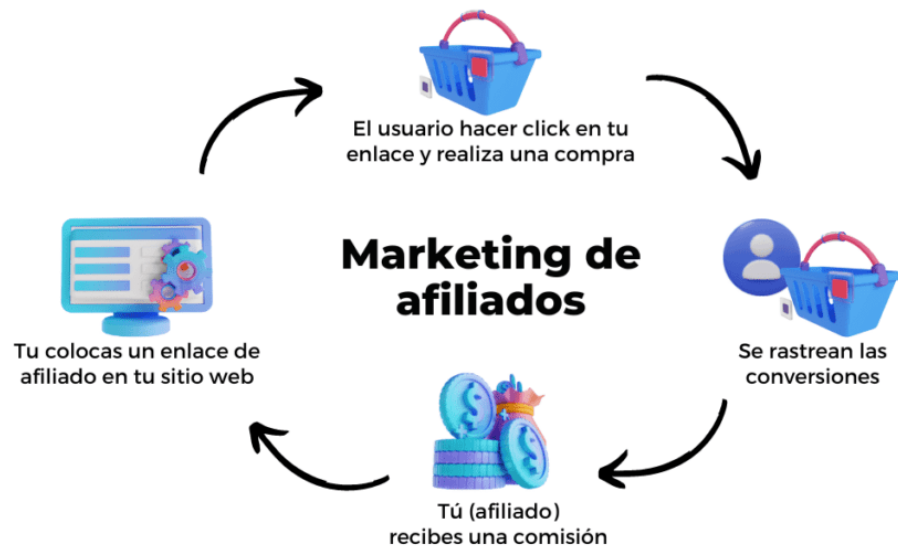 El usuario hacer click en tu
enlace y realiza una compra
Marketing de
afiliados
Tu colocas un enlace de
afiliado en tu sitio web
Se rastrean las
conversiones
Tú (afiliado)
recibes una comisión